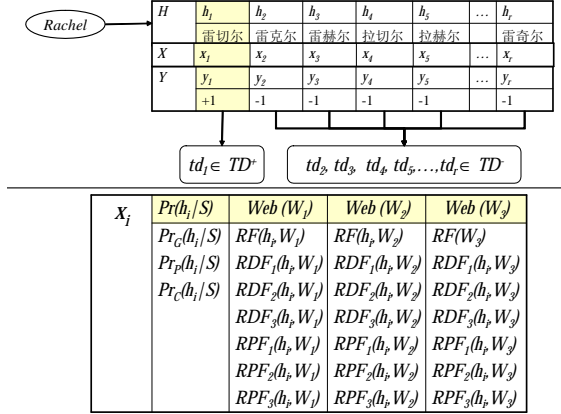 Rachel
H h1 h2 h3 h4 h5 … hr
雷切尔 雷克尔 雷赫尔 拉切尔 拉赫尔 雷奇尔
X x1 x2 x3 x4 x5 … xr
Y y1 y2 y3 y4 y5 … yr
+1 -1 -1 -1 -1 -1
td1∈ TD+ td2, td3, td4, td5,…,tdr∈ TD-
Xi Pr(hi|S) Web (W1) Web (W2) Web (W3)
PrG(hi|S) RF(hi,W1) RF(hi,W2) RF(W3)
PrP(hi|S) RDF1(hi,W1) RDF1(hi,W2) RDF1(hi,W3)
PrC(hi|S) RDF2(hi,W1) RDF2(hi,W2) RDF2(hi,W3)
RDF3(hi,W1) RDF3(hi,W2) RDF3(hi,W3)
RPF1(hi,W1) RPF1(hi,W2) RPF1(hi,W3)
RPF2(hi,W1) RPF2(hi,W2) RPF2(hi,W3)
RPF3(hi,W1) RPF3(hi,W2) RPF3(hi,W3)